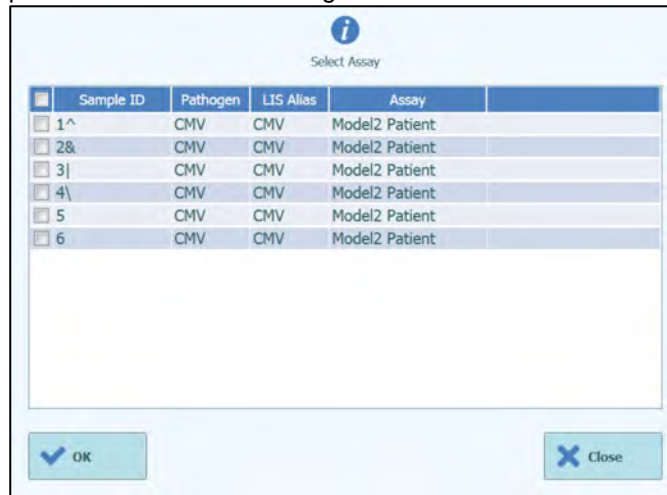 Select Assay
Sample ID Pathogen LIS Alias Assay
1^ CMV CMV Model2 Patient
2& CMV CMV Model2 Patient
3| CMV CMV Model2 Patient
4\ CMV CMV Model2 Patient
5 CMV CMV Model2 Patient
6 CMV CMV Model2 Patient
OK Close